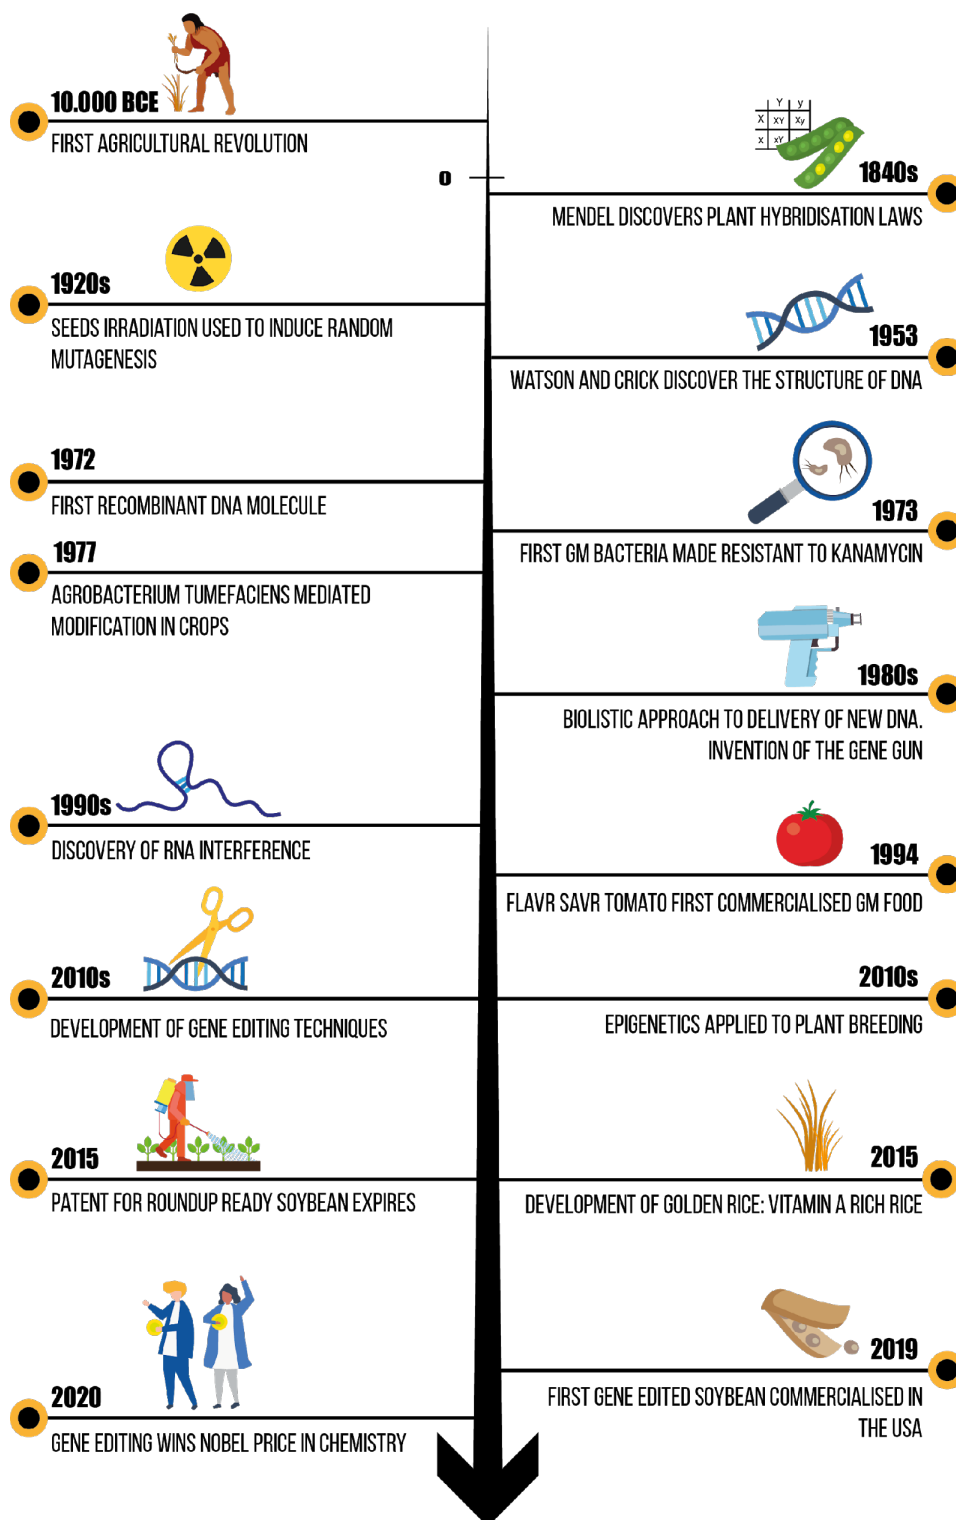 10.000 BCE
FIRST AGRICULTURAL REVOLUTION
0
Y y
X XY Xy
x xY
1840s
MENDEL DISCOVERS PLANT HYBRIDISATION LAWS
1920s
SEEDS IRRADIATION USED TO INDUCE RANDOM
MUTAGENESIS
1953
WATSON AND CRICK DISCOVER THE STRUCTURE OF DNA
1972
FIRST RECOMBINANT DNA MOLECULE
1973
FIRST GM BACTERIA MADE RESISTANT TO KANAMYCIN
1977
AGROBACTERIUM TUMEFACIENS MEDIATED
MODIFICATION IN CROPS
1980s
BIOLISTIC APPROACH TO DELIVERY OF NEW DNA.
INVENTION OF THE GENE GUN
1990s
DISCOVERY OF RNA INTERFERENCE
1994
FLAVR SAVR TOMATO FIRST COMMERCIALISED GM FOOD
2010s
DEVELOPMENT OF GENE EDITING TECHNIQUES
2010s
EPIGENETICS APPLIED TO PLANT BREEDING
2015
PATENT FOR ROUNDUP READY SOYBEAN EXPIRES
2015
DEVELOPMENT OF GOLDEN RICE: VITAMIN A RICH RICE
2019
FIRST GENE EDITED SOYBEAN COMMERCIALISED IN
THE USA
2020
GENE EDITING WINS NOBEL PRICE IN CHEMISTRY